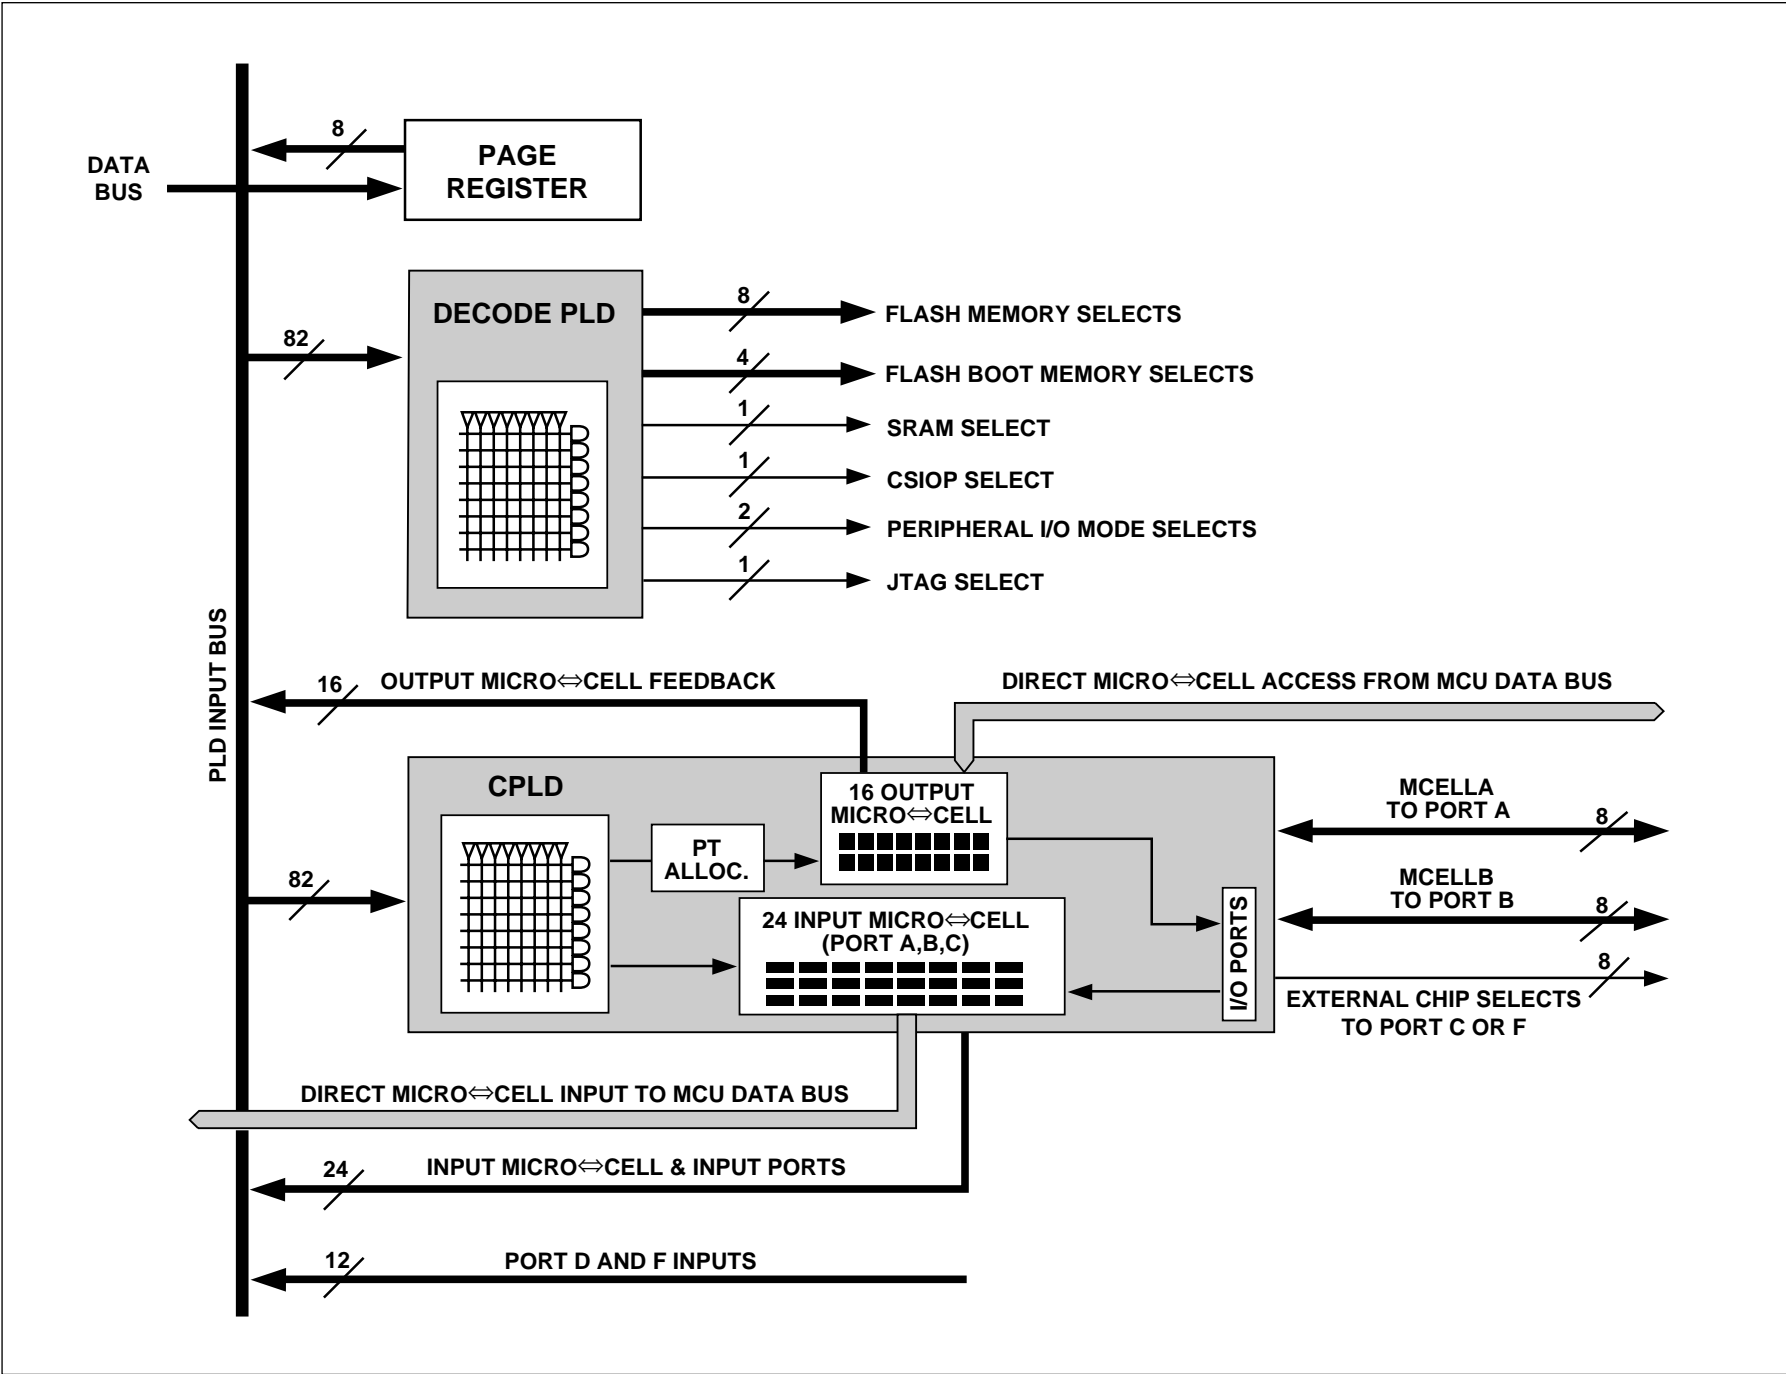 8
PAGE
REGISTER
DATA
BUS
DECODE PLD
82
8
FLASH MEMORY SELECTS
4
FLASH BOOT MEMORY SELECTS
1
SRAM SELECT
1
CSIOP SELECT
2
PERIPHERAL I/O MODE SELECTS
1
JTAG SELECT
PLD INPUT BUS
16
OUTPUT MICRO⇔CELL FEEDBACK
DIRECT MICRO⇔CELL ACCESS FROM MCU DATA BUS
CPLD
82
PT
ALLOC.
16 OUTPUT
MICRO⇔CELL
24 INPUT MICRO⇔CELL
(PORT A,B,C)
I/O PORTS
MCELLA
TO PORT A
8
MCELLB
TO PORT B
8
8
EXTERNAL CHIP SELECTS
TO PORT C OR F
DIRECT MICRO⇔CELL INPUT TO MCU DATA BUS
24
INPUT MICRO⇔CELL & INPUT PORTS
12
PORT D AND F INPUTS